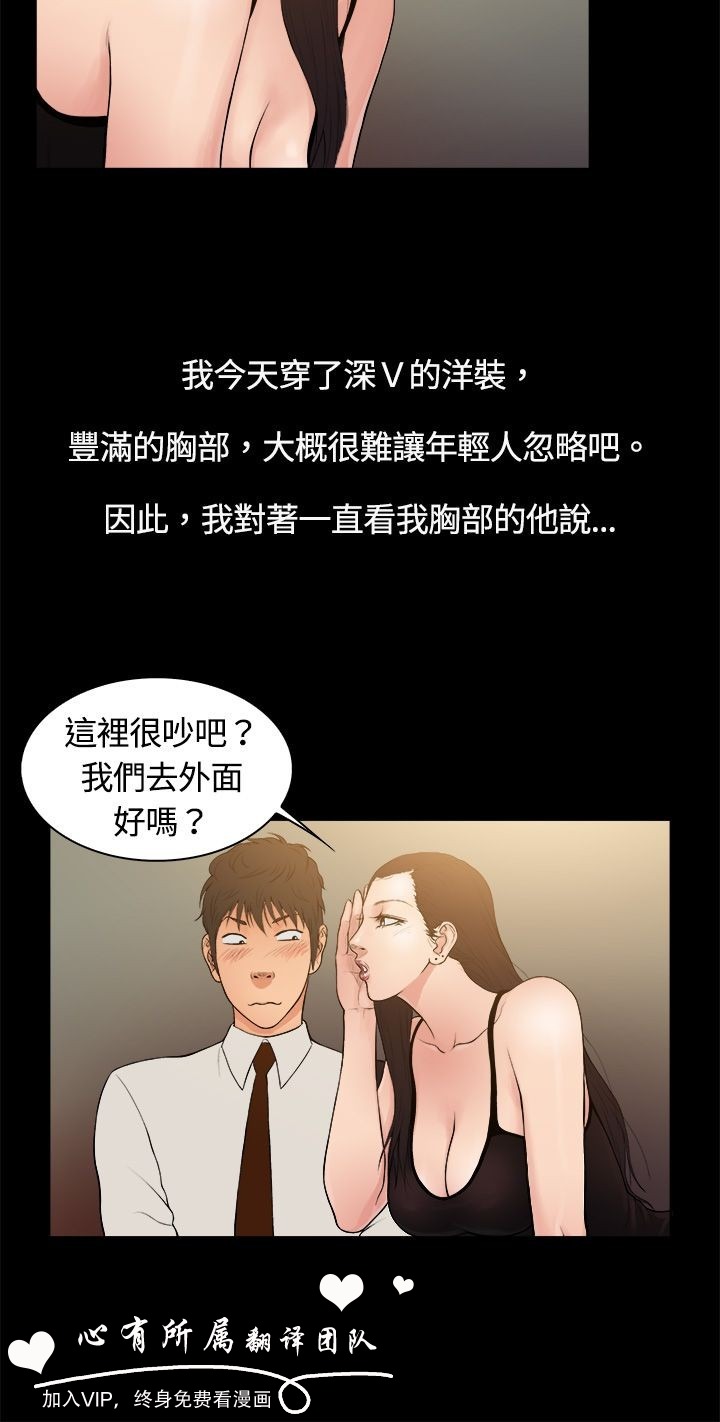 我今天穿了深V的洋裝，
豐滿的胸部，大概很難讓年輕人忽略吧。
因此，我對著一直看我胸部的他說...
這裡很吵吧？
我們去外面
好嗎？
心有所属翻译团队
加入VIP，终身免费看漫画